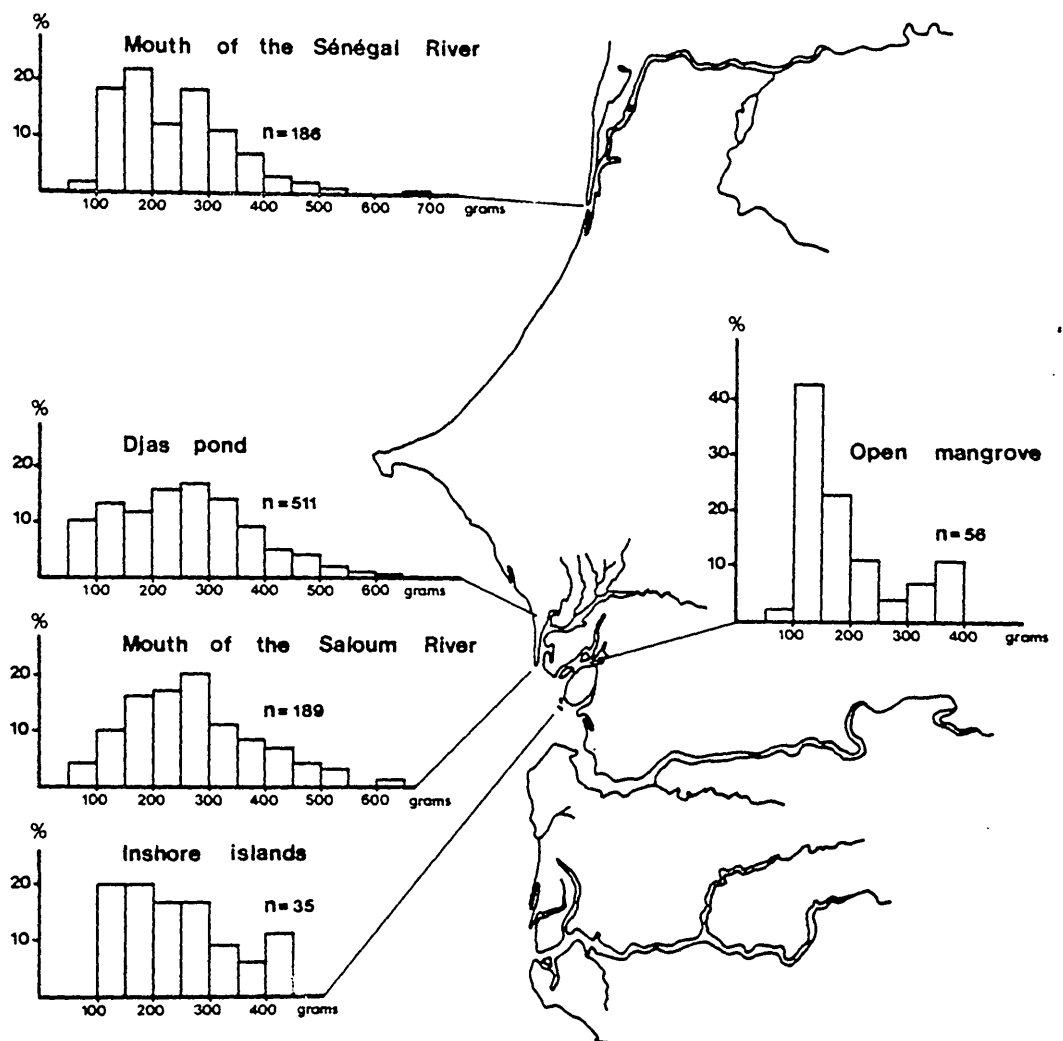 %
Mouth of the Sénégal River
20
n=186
10
100 200 300 400 500 600 700 grams
%
Djas pond
20
n=511
10
100 200 300 400 500 600 grams
%
Open mangrove
40
30
n=56
20
10
100 200 300 400 grams
%
Mouth of the Saloum River
20
n=189
10
100 200 300 400 500 600 grams
%
Inshore islands
20
n=35
10
100 200 300 400 grams